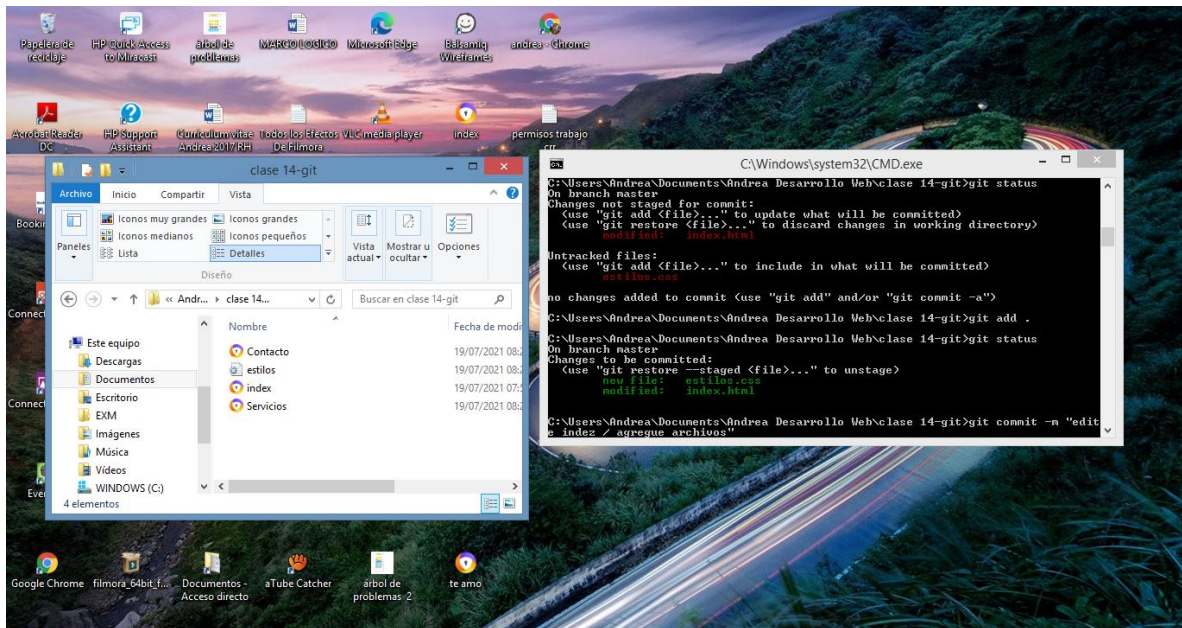 Papelera de
reciclaje
HP Quick Access
to Miracast
árbol de
problemas
MARCO LOGICO
Microsoft Edge
Balsamiq
Wireframes
andrea - Chrome
Acrobat Reader
DC
HP Support
Assistant
Curriculum vitae
Andrea 2017 RH
Todos los Efectos
De Filmora
VLC media player
index
permisos trabajo
crr
Connect
Connect
clase 14-git
Archivo
Inicio
Compartir
Vista
Paneles
Iconos muy grandes
Iconos grandes
Iconos medianos
Iconos pequeños
Lista
Detalles
Vista
actual
Mostrar u
ocultar
Opciones
Diseño
« Andr... clase 14...
Buscar en clase 14-git
Este equipo
Descargas
Documentos
Escritorio
EXM
Imágenes
Música
Vídeos
WINDOWS (C:)
Nombre
Fecha de modi
Contacto 19/07/2021 08:2
estilos 19/07/2021 08:2
index 19/07/2021 07:5
Servicios 19/07/2021 08:2
4 elementos
C:\Windows\system32\CMD.exe
C:\Users\Andrea\Documents\Andrea Desarrollo Web\clase 14-git>git status
On branch master
Changes not staged for commit:
(use "git add <file>..." to update what will be committed)
(use "git restore <file>..." to discard changes in working directory)
modified: index.html
Untracked files:
(use "git add <file>..." to include in what will be committed)
estilos.css
no changes added to commit (use "git add" and/or "git commit -a")
C:\Users\Andrea\Documents\Andrea Desarrollo Web\clase 14-git>git add .
C:\Users\Andrea\Documents\Andrea Desarrollo Web\clase 14-git>git status
On branch master
Changes to be committed:
(use "git restore --staged <file>..." to unstage)
new file: estilos.css
modified: index.html
C:\Users\Andrea\Documents\Andrea Desarrollo Web\clase 14-git>git commit -m "edit
e indez / agregue archivos"
Google Chrome
filmora_64bit_f...
Documentos -
Acceso directo
aTube Catcher
árbol de
problemas 2
te amo